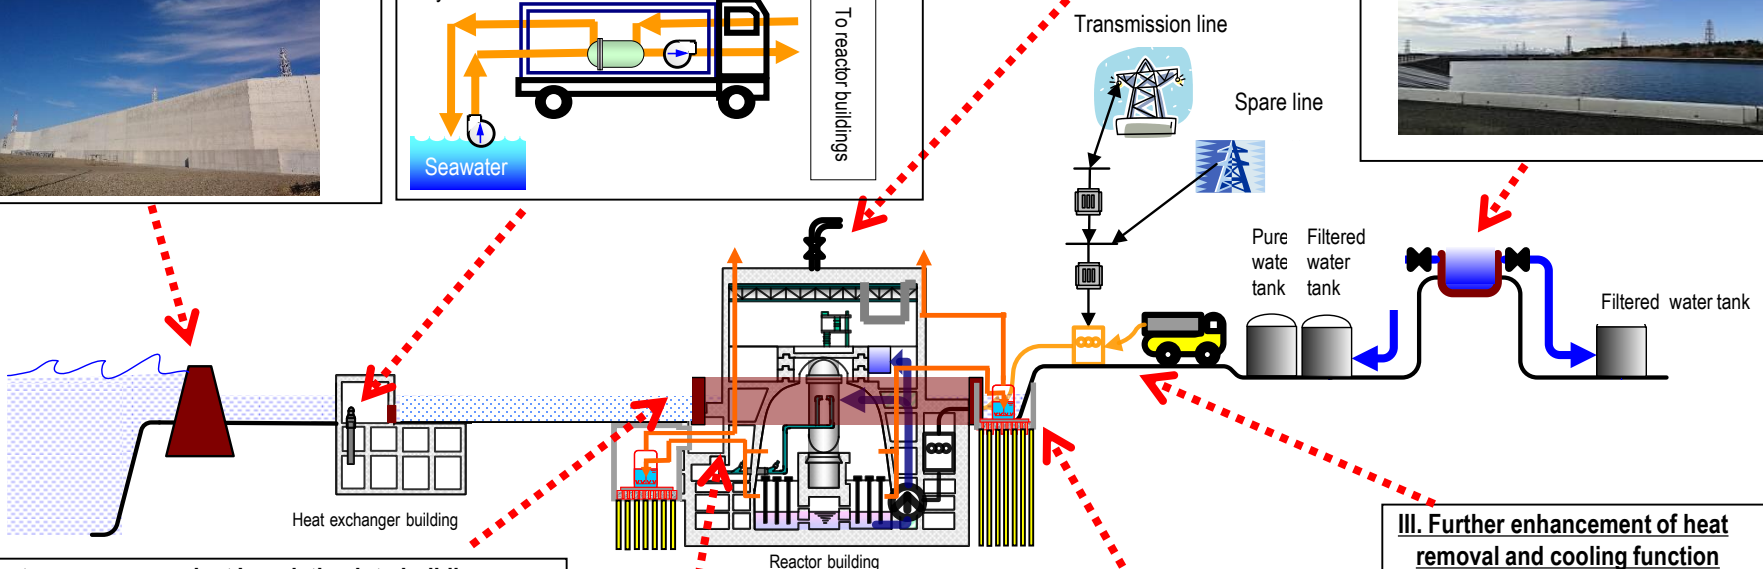 To reactor buildings
Seawater
Transmission line
Spare line
Pure
wate
tank
Filtered
water
tank
Filtered water tank
Heat exchanger building
Reactor building
III. Further enhancement of heat
removal and cooling function